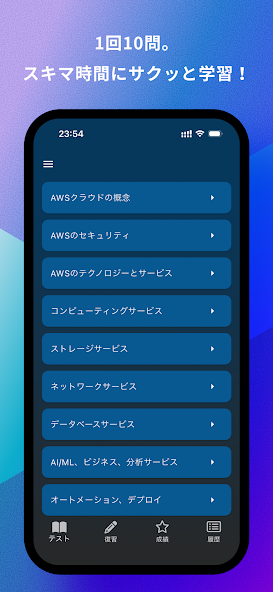 1回10問。
スキマ時間にサクッと学習！
23:54
AWSクラウドの概念
AWSのセキュリティ
AWSのテクノロジーとサービス
コンピューティングサービス
ストレージサービス
ネットワークサービス
データベースサービス
AI/ML、ビジネス、分析サービス
オートメーション、デプロイ
テスト 復習 成績 履歴